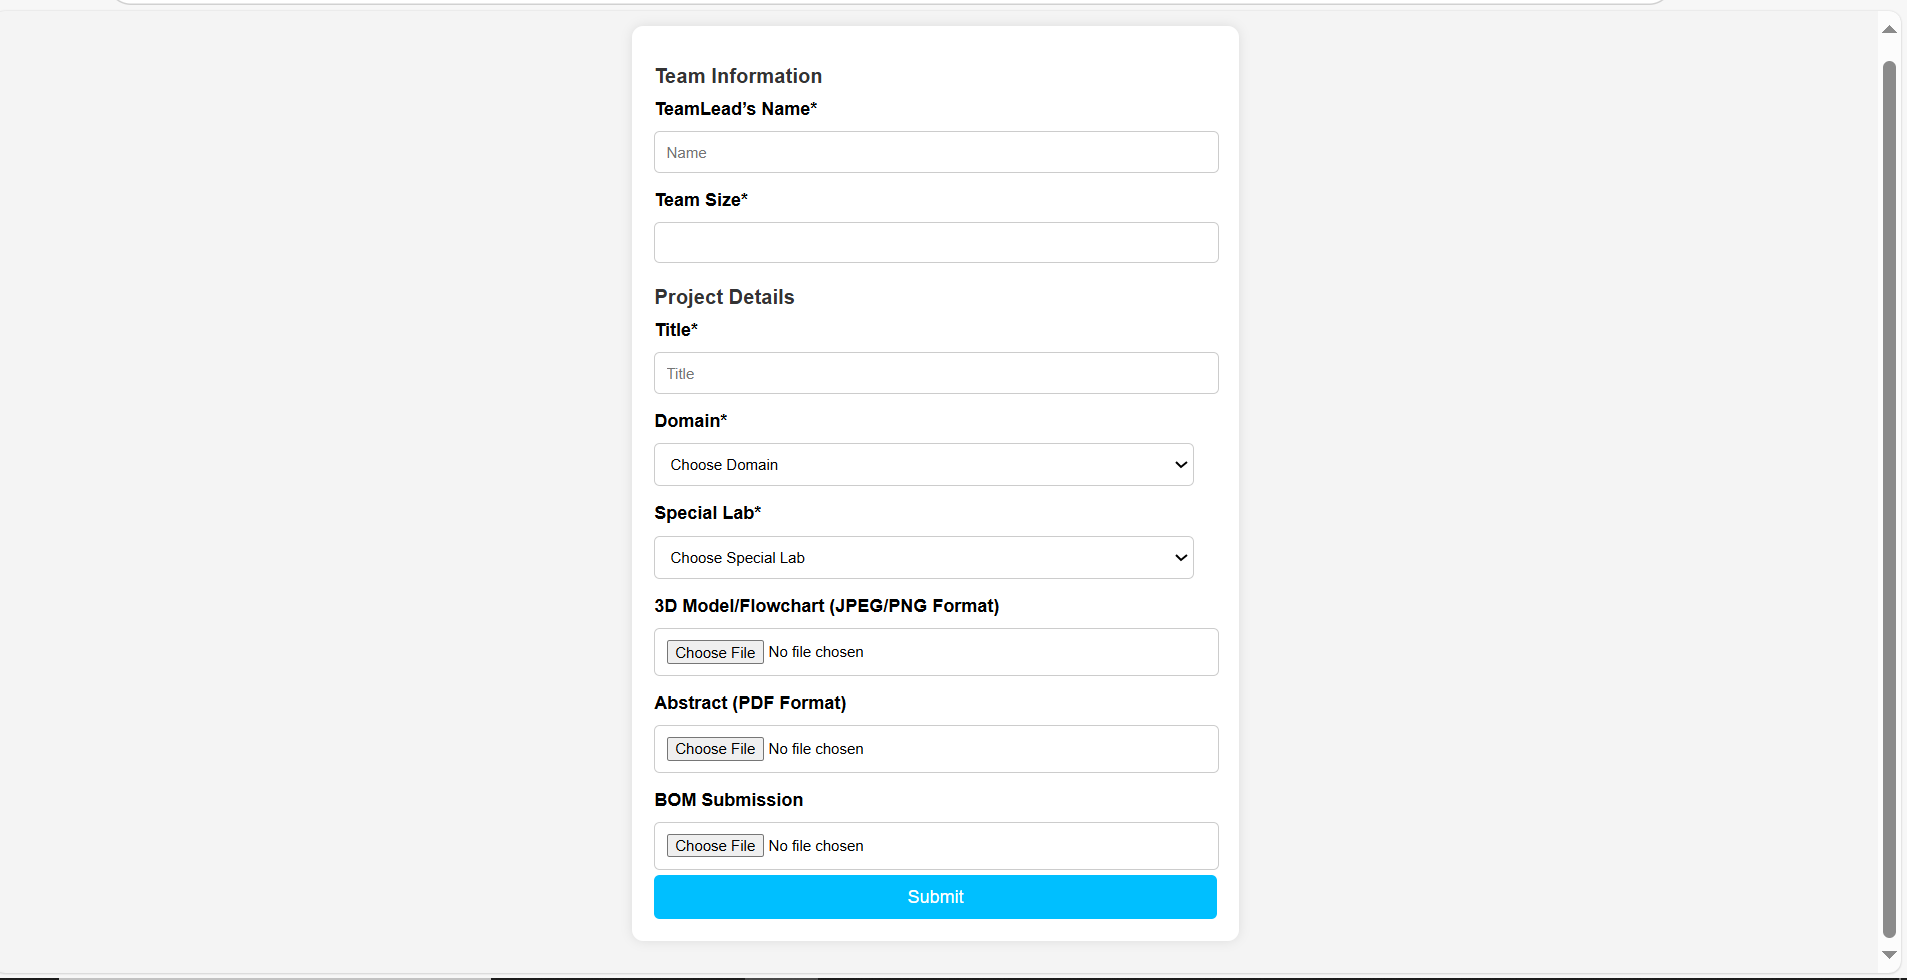 Team Information
TeamLead’s Name*
Name
Team Size*
Project Details
Title*
Title
Domain*
Choose Domain
Special Lab*
Choose Special Lab
3D Model/Flowchart (JPEG/PNG Format)
Choose File No file chosen
Abstract (PDF Format)
Choose File No file chosen
BOM Submission
Choose File No file chosen
Submit